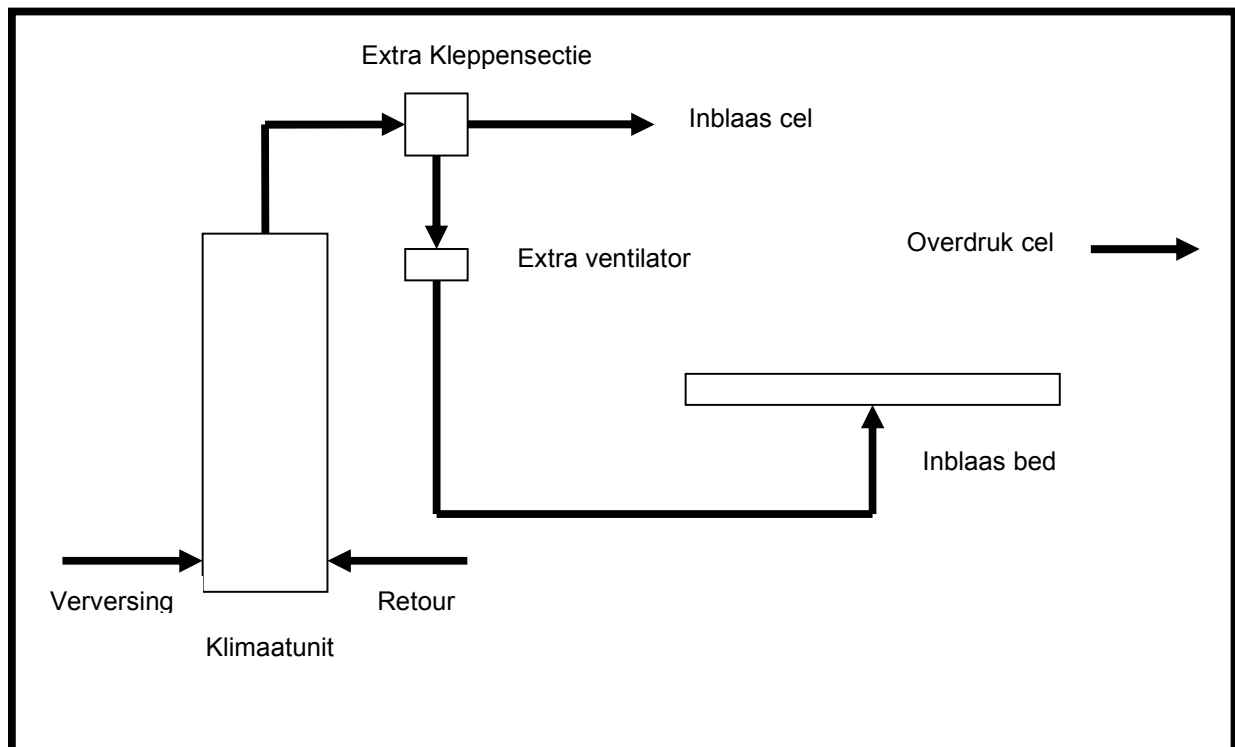 Extra Kleppensectie
Inblaas cel
Overdruk cel
Extra ventilator
Inblaas bed
Verversing
Retour
Klimaatunit